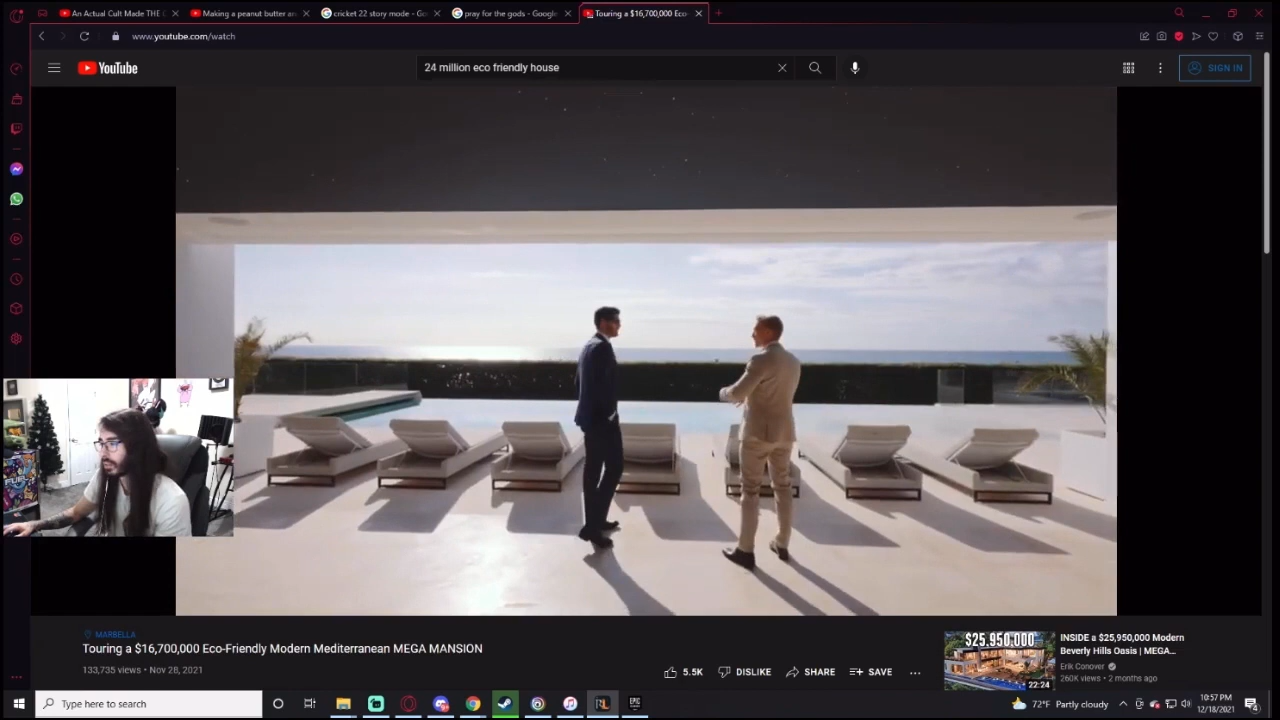 An Actual Cult Made THE
Making a peanut butter an
cricket 22 story mode - Go
pray for the gods - Google
Touring a $16,700,000 Eco-
www.youtube.com/watch
YouTube
24 million eco friendly house
SIGN IN
MARBELLA
Touring a $16,700,000 Eco-Friendly Modern Mediterranean MEGA MANSION
133,735 views • Nov 28, 2021
5.5K
DISLIKE
SHARE
SAVE
$25,950,000
22:24
INSIDE a $25,950,000 Modern
Beverly Hills Oasis | MEGA...
Erik Conover
260K views • 2 months ago
Type here to search
72°F Partly cloudy
10:57 PM
12/18/2021